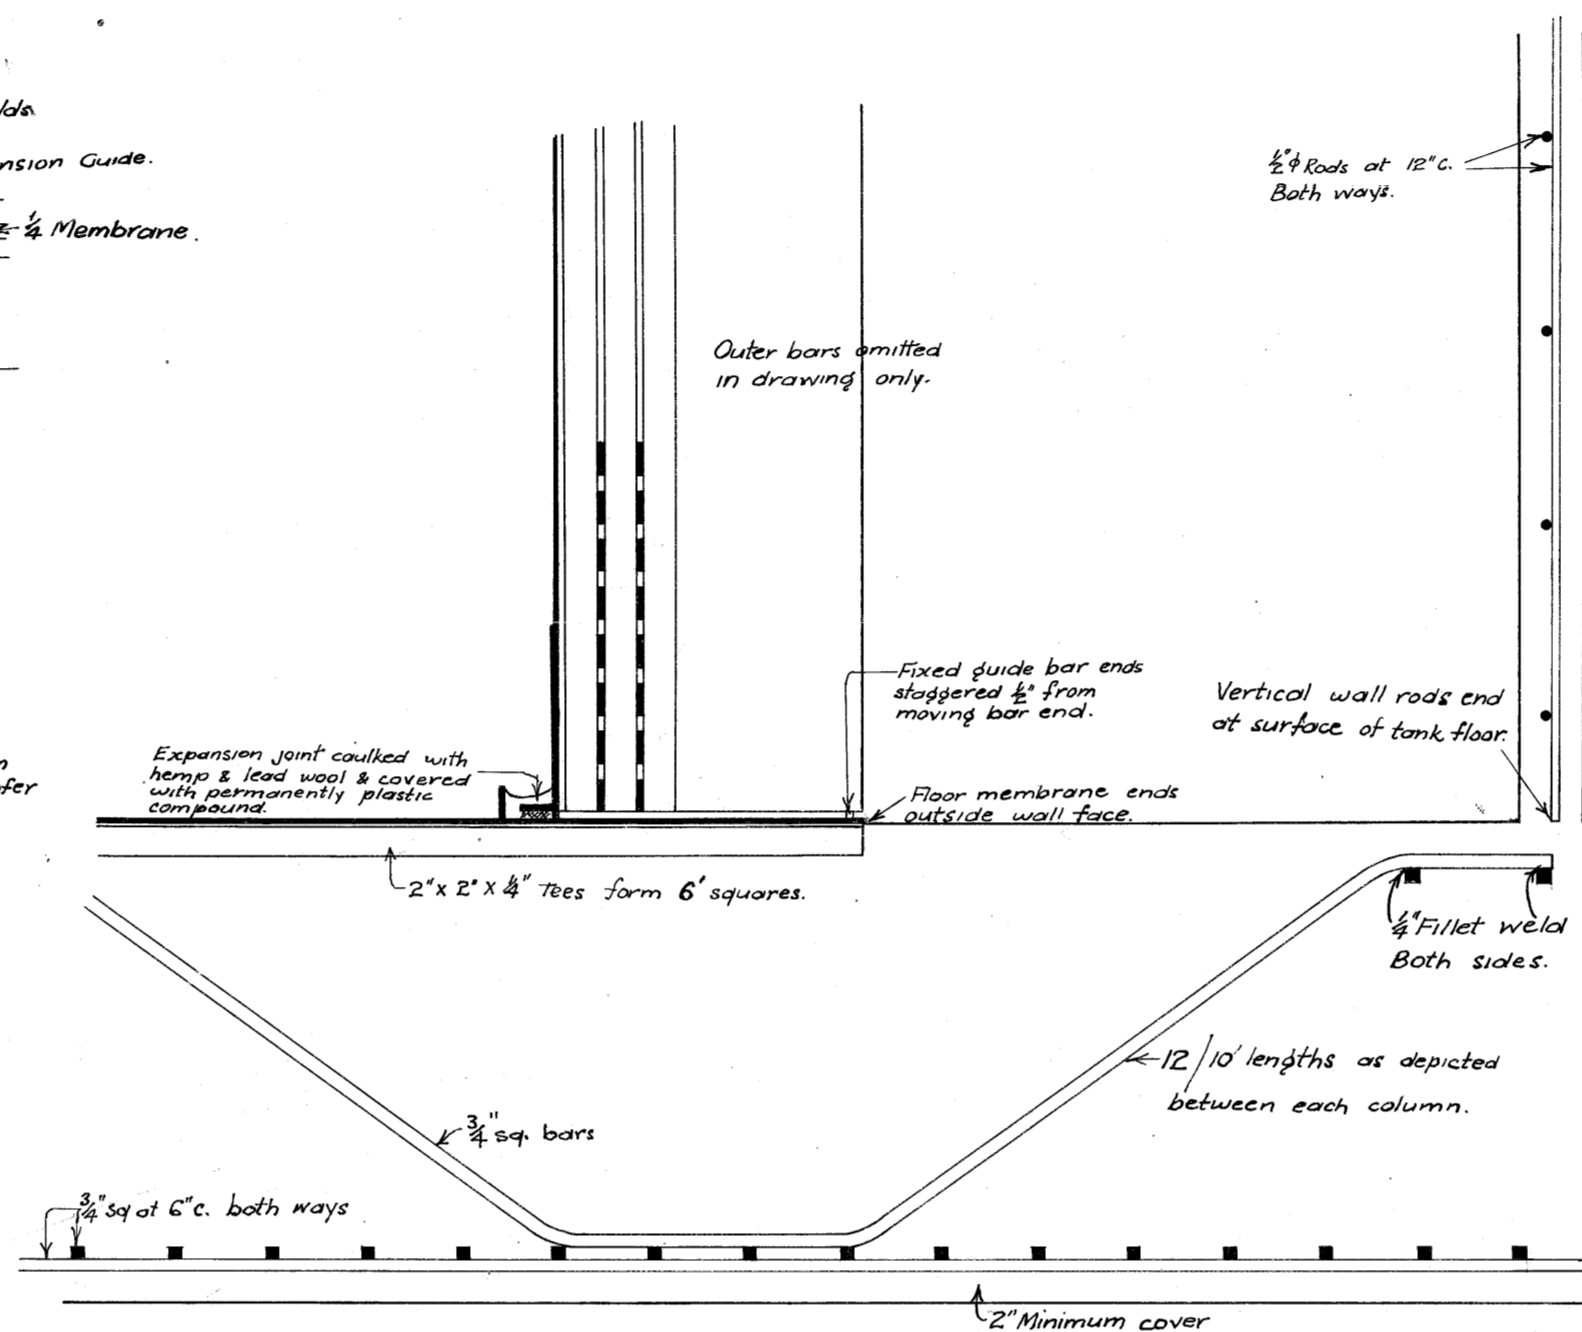 lds
nsion Guide.
¼ Membrane.
½"ϕ Rods at 12"c.
Both ways.
Outer bars omitted
in drawing only.
Fixed guide bar ends
staggered ½" from
moving bar end.
Vertical wall rods end
at surface of tank floor.
n
fer
Expansion joint caulked with
hemp & lead wool & covered
with permanently plastic
compound.
Floor membrane ends
outside wall face.
2" x 2" x ¼" Tees form 6' squares.
¼" Fillet weld
Both sides.
12/10' lengths as depicted
between each column.
¾" sq. bars
¾" sq at 6"c. both ways
2" Minimum cover